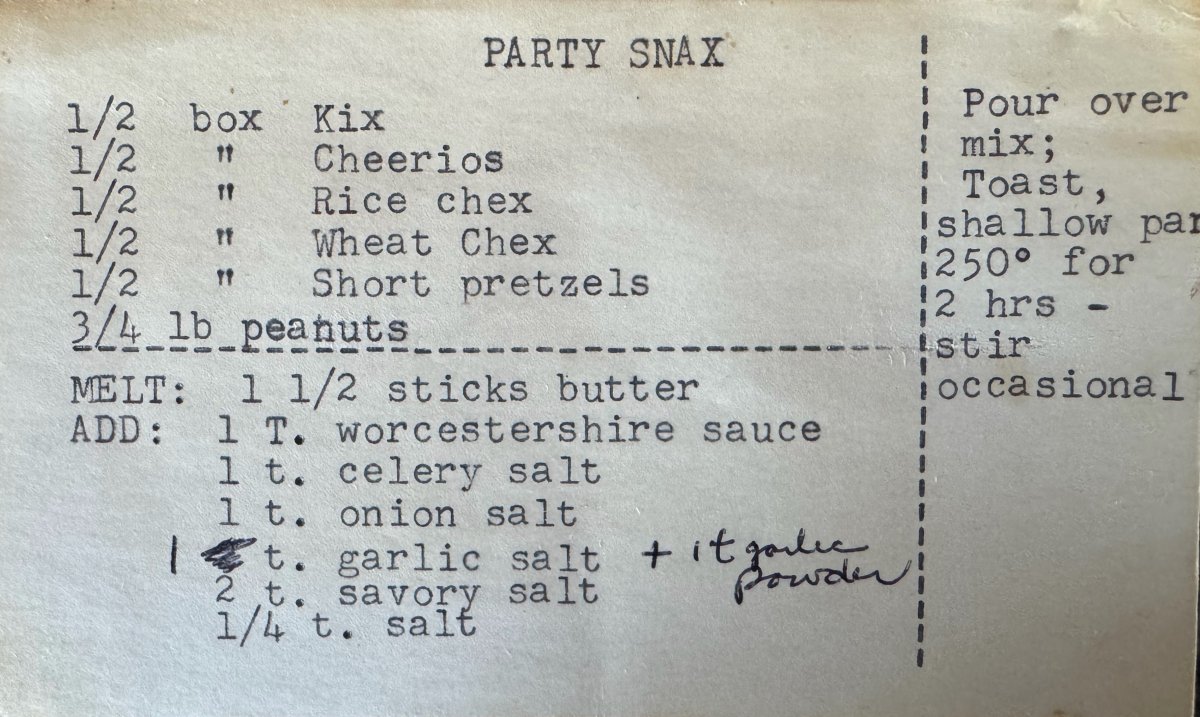 PARTY SNAX
1/2 box Kix
1/2 " Cheerios
1/2 " Rice chex
1/2 " Wheat Chex
1/2 " Short pretzels
3/4 lb peanuts
MELT: 1 1/2 sticks butter
ADD: 1 T. worcestershire sauce
1 t. celery salt
1 t. onion salt
1 t. garlic salt + 1 t garlic
powder
2 t. savory salt
1/4 t. salt
Pour over
mix;
Toast,
shallow pan
250° for
2 hrs -
stir
occasional